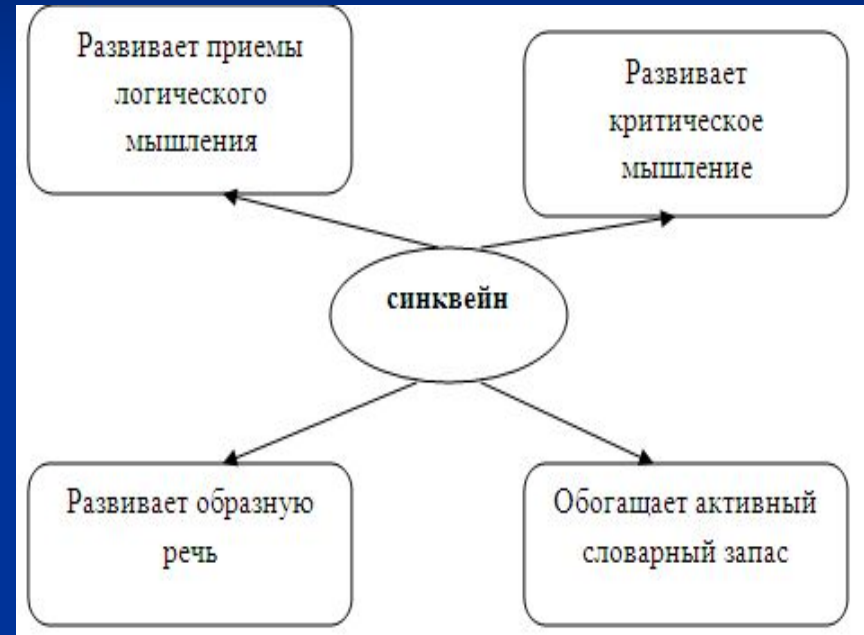 Развивает приемы
логического
мышления
Развивает
критическое
мышление
синквейн
Развивает образную
речь
Обогащает активный
словарный запас